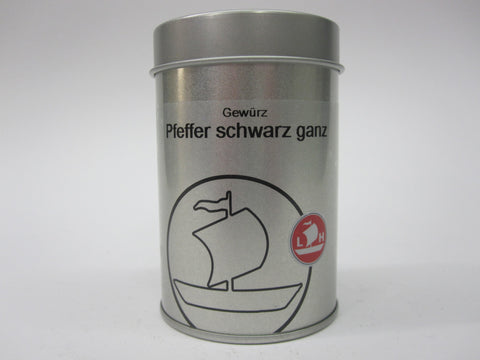 Gewürz
Pfeffer schwarz ganz
L H